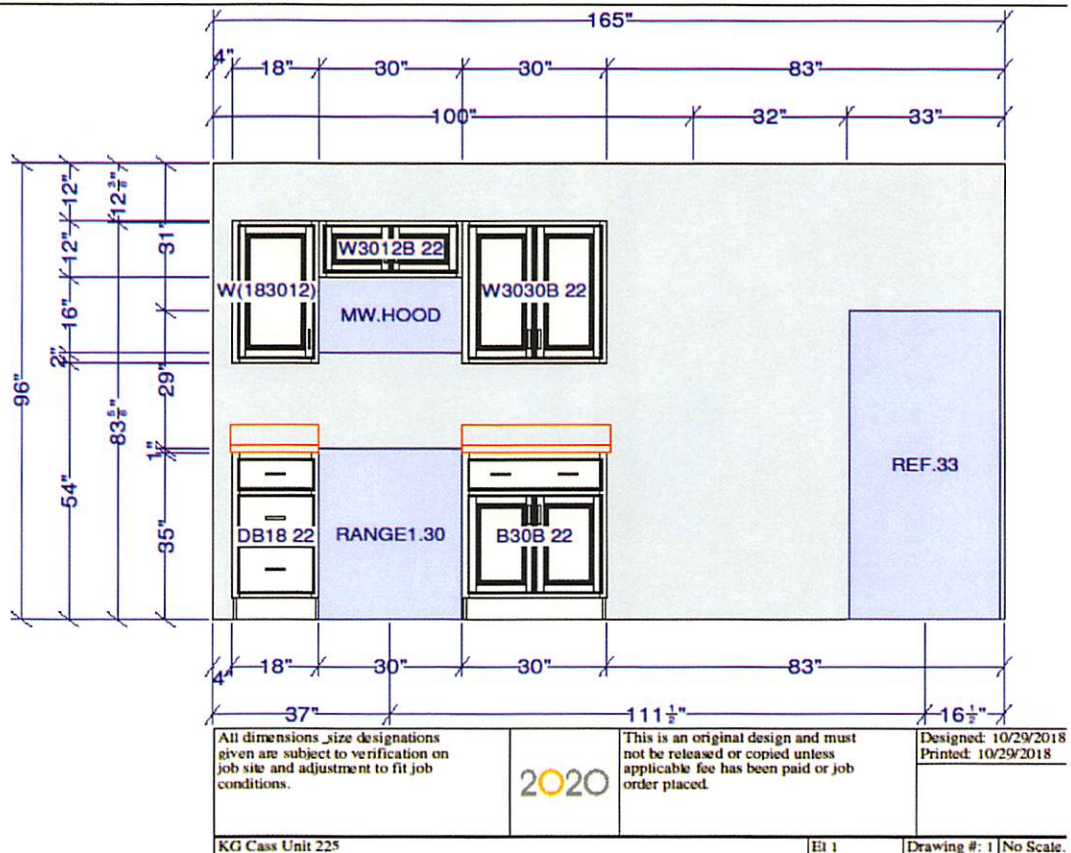 165"
4"
18"
30"
30"
83"
100"
32"
33"
12"
12 3/8"
31"
12"
16"
2"
29"
96"
83 5/8"
1"
54"
35"
W(183012)
W3012B 22
MW.HOOD
W3030B 22
DB18 22
RANGE1.30
B30B 22
REF.33
4"
18"
30"
30"
83"
37"
111 1/2"
16 1/2"
All dimensions _size designations
given are subject to verification on
job site and adjustment to fit job
conditions.
2020
This is an original design and must
not be released or copied unless
applicable fee has been paid or job
order placed.
Designed: 10/29/2018
Printed: 10/29/2018
KG Cass Unit 225
El 1
Drawing #: 1
No Scale.